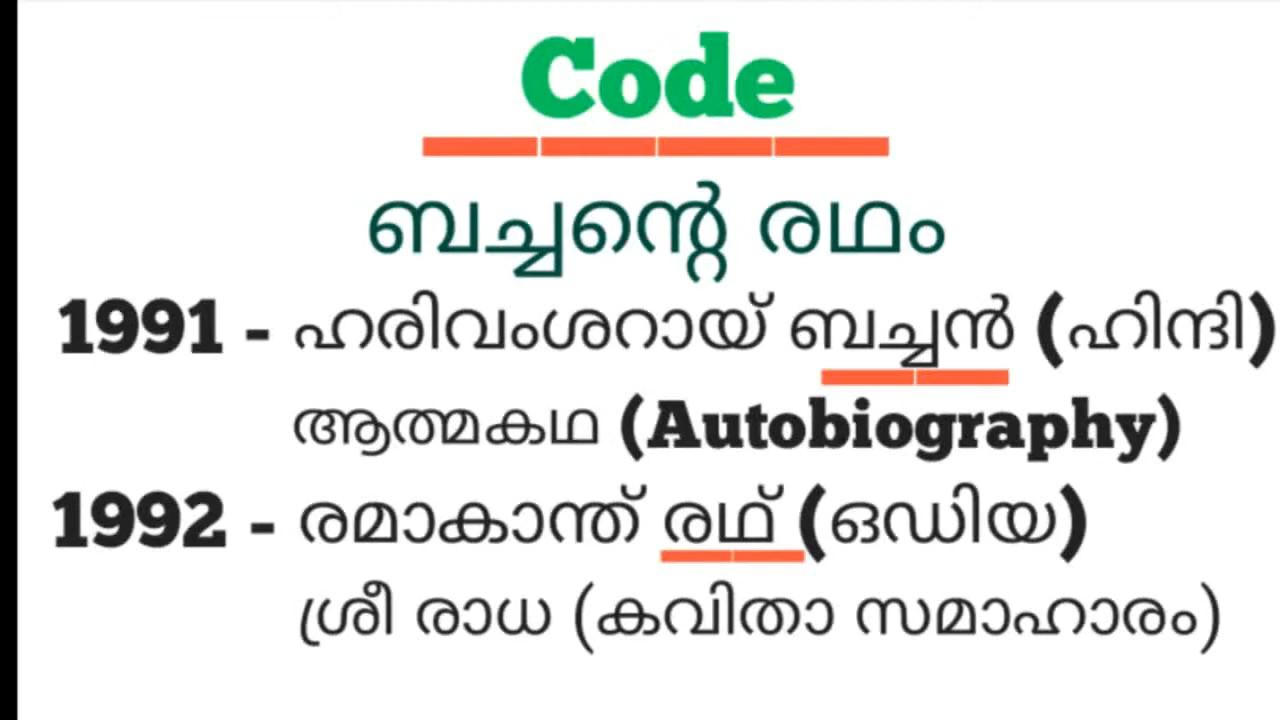 Code
ബച്ചന്റെ രഥം
1991 - ഹരിവംശറായ് ബച്ചൻ (ഹിന്ദി)
ആത്മകഥ (Autobiography)
1992 - രമാകാന്ത് രഥ് (ഒഡിയ)
ശ്രീ രാധ (കവിതാ സമാഹാരം)